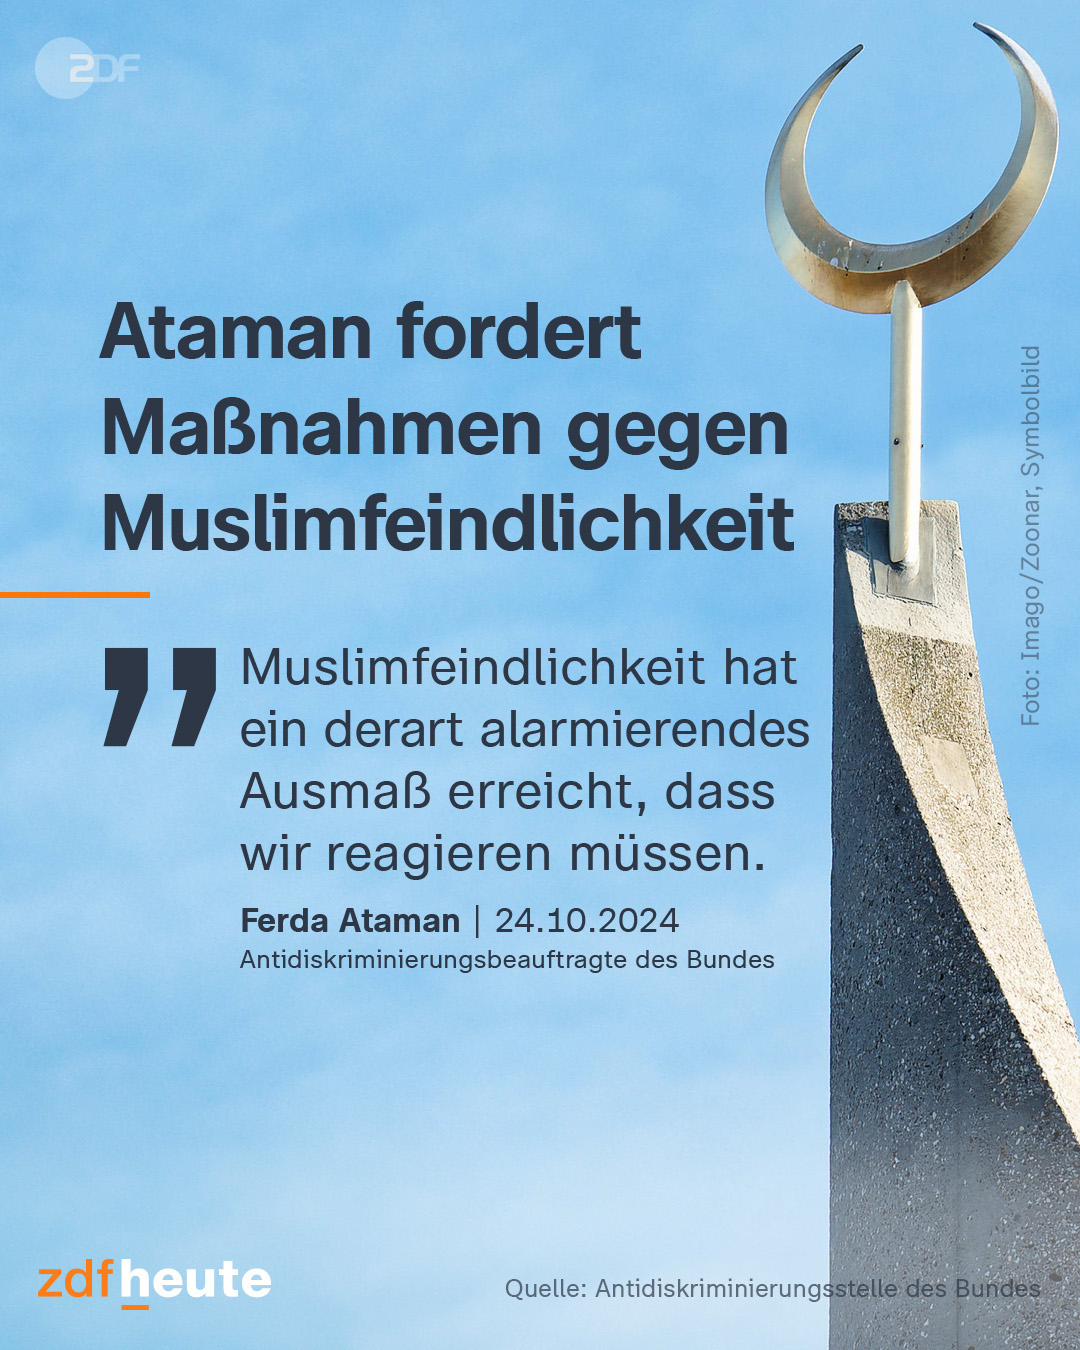 ZDF
Ataman fordert
Maßnahmen gegen
Muslimfeindlichkeit
" Muslimfeindlichkeit hat
ein derart alarmierendes
Ausmaß erreicht, dass
wir reagieren müssen.
Ferda Ataman | 24.10.2024
Antidiskriminierungsbeauftragte des Bundes
Foto: Imago/Zoonar, Symbolbild
zdfheute
Quelle: Antidiskriminierungsstelle des Bundes